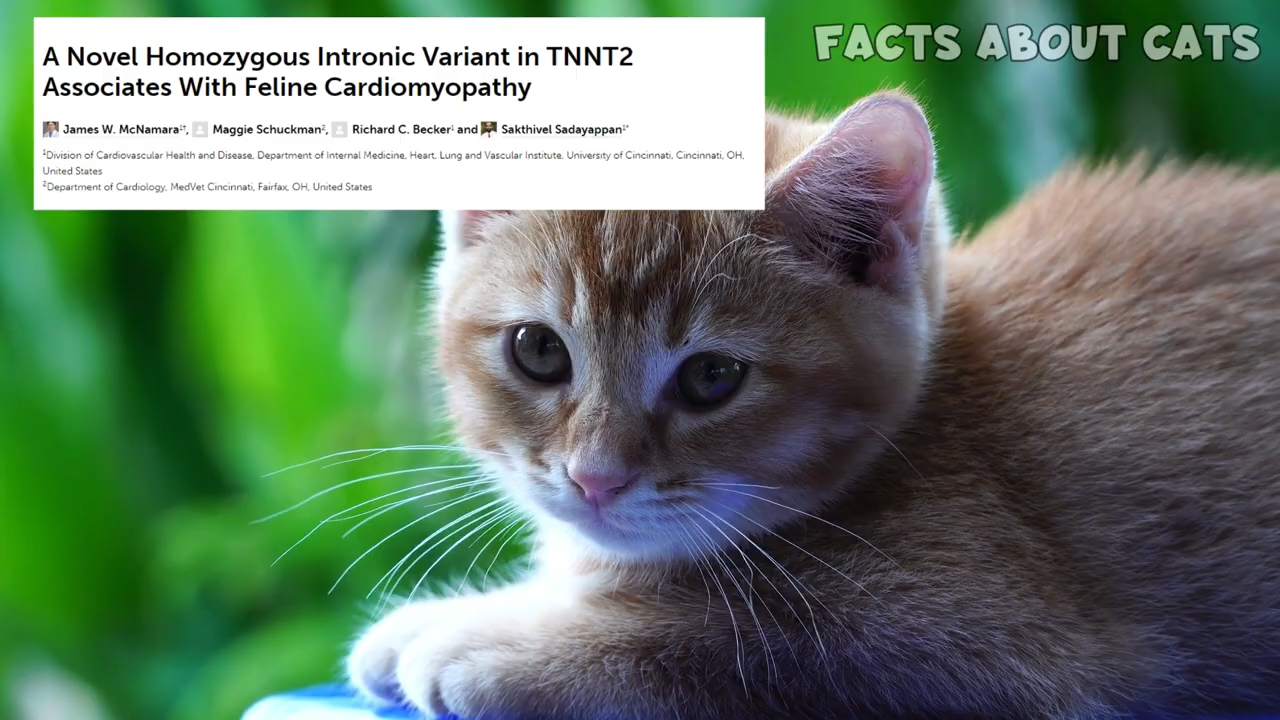 A Novel Homozygous Intronic Variant in TNNT2
Associates With Feline Cardiomyopathy
James W. McNamara1†, Maggie Schuckman2, Richard C. Becker1 and Sakthivel Sadayappan1*
1Division of Cardiovascular Health and Disease, Department of Internal Medicine, Heart, Lung and Vascular Institute, University of Cincinnati, Cincinnati, OH,
United States
2Department of Cardiology, MedVet Cincinnati, Fairfax, OH, United States
FACTS ABOUT CATS